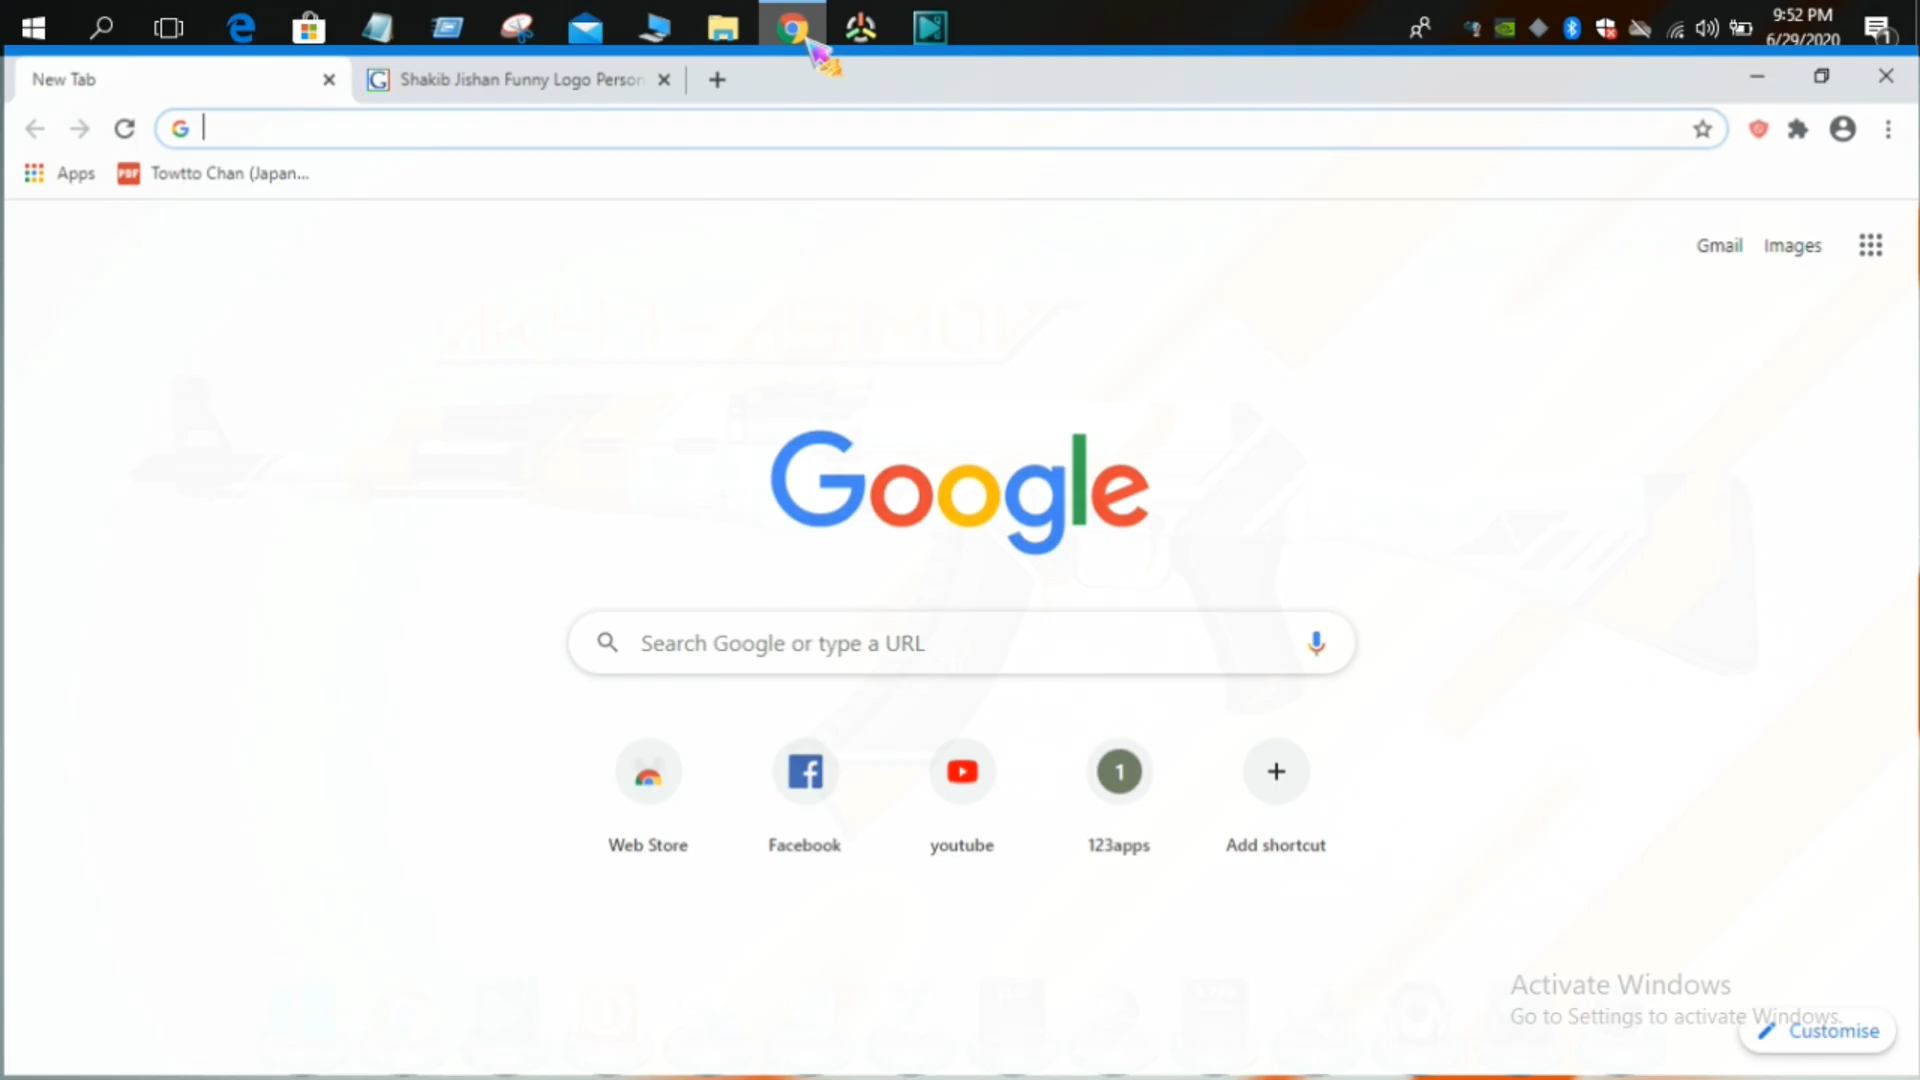 9:52 PM
6/29/2020
1
New Tab
Shakib Jishan Funny Logo Person
Apps
PDF
Towtto Chan (Japan...
Gmail
Images
Google
Search Google or type a URL
1
Web Store
Facebook
youtube
123apps
Add shortcut
Activate Windows
Go to Settings to activate Windows.
Customise